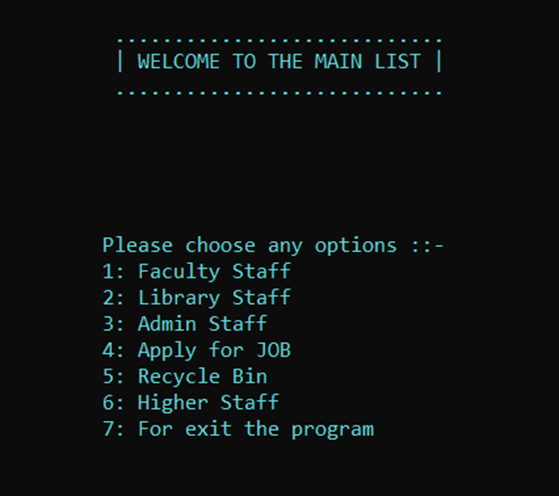 ............................
| WELCOME TO THE MAIN LIST |
............................
Please choose any options ::-
1: Faculty Staff
2: Library Staff
3: Admin Staff
4: Apply for JOB
5: Recycle Bin
6: Higher Staff
7: For exit the program